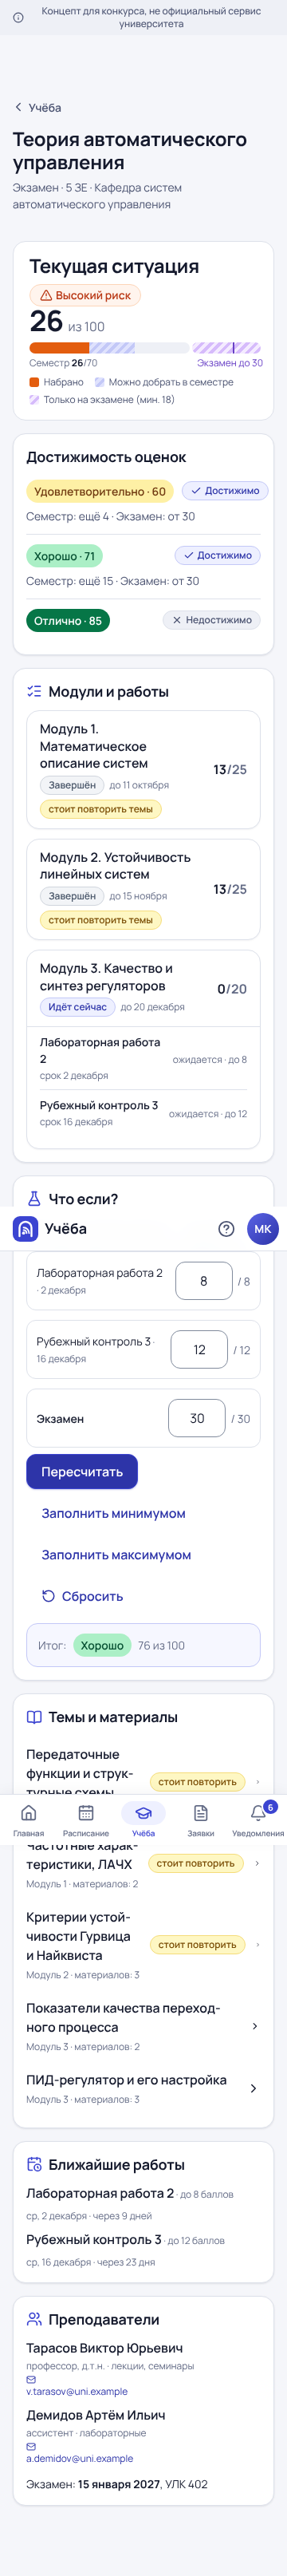 Концепт для конкурса, не официальный сервис
университета
Учёба
Теория автоматического
управления
Экзамен · 5 ЗЕ · Кафедра систем
автоматического управления
Текущая ситуация
Высокий риск
26 из 100
Семестр 26/70
Экзамен до 30
Набрано
Можно добрать в семестре
Только на экзамене (мин. 18)
Достижимость оценок
Удовлетворительно · 60
Достижимо
Семестр: ещё 4 · Экзамен: от 30
Хорошо · 71
Достижимо
Семестр: ещё 15 · Экзамен: от 30
Отлично · 85
Недостижимо
Модули и работы
Модуль 1.
Математическое
описание систем
13/25
Завершён до 11 октября
стоит повторить темы
Модуль 2. Устойчивость
линейных систем
13/25
Завершён до 15 ноября
стоит повторить темы
Модуль 3. Качество и
синтез регуляторов
0/20
Идёт сейчас до 20 декабря
Лабораторная работа
2
ожидается · до 8
срок 2 декабря
Рубежный контроль 3
ожидается · до 12
срок 16 декабря
Что если?
Учёба
МК
Лабораторная работа 2
· 2 декабря
8 / 8
Рубежный контроль 3 ·
16 декабря
12 / 12
Экзамен
30 / 30
Пересчитать
Заполнить минимумом
Заполнить максимумом
Сбросить
Итог: Хорошо 76 из 100
Темы и материалы
Передаточные
функции и струк-
турные схемы
стоит повторить
Главная
Расписание
Учёба
Заявки
6
Уведомления
Частотные харак-
теристики, ЛАЧХ
стоит повторить
Модуль 1 · материалов: 2
Критерии устой-
чивости Гурвица
и Найквиста
стоит повторить
Модуль 2 · материалов: 3
Показатели качества переход-
ного процесса
Модуль 3 · материалов: 2
ПИД-регулятор и его настройка
Модуль 3 · материалов: 3
Ближайшие работы
Лабораторная работа 2 · до 8 баллов
ср, 2 декабря · через 9 дней
Рубежный контроль 3 · до 12 баллов
ср, 16 декабря · через 23 дня
Преподаватели
Тарасов Виктор Юрьевич
профессор, д.т.н. · лекции, семинары
v.tarasov@uni.example
Демидов Артём Ильич
ассистент · лабораторные
a.demidov@uni.example
Экзамен: 15 января 2027, УЛК 402